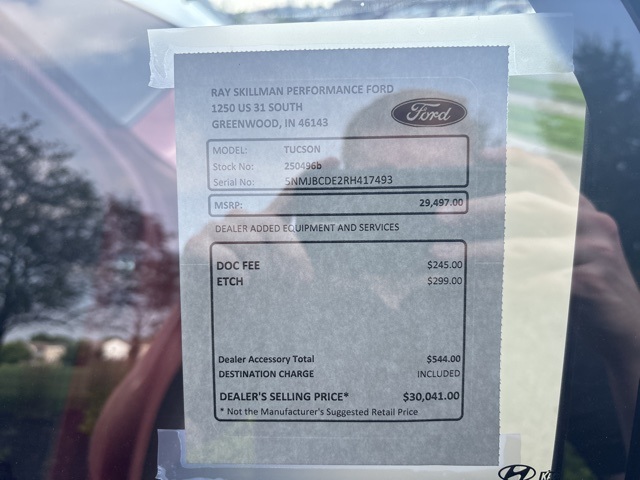 RAY SKILLMAN PERFORMANCE FORD
1250 US 31 SOUTH
GREENWOOD, IN 46143
Ford
MODEL: TUCSON
Stock No: 250496b
Serial No: 5NMJBCDE2RH417493
MSRP: 29,497.00
DEALER ADDED EQUIPMENT AND SERVICES
DOC FEE $245.00
ETCH $299.00
Dealer Accessory Total $544.00
DESTINATION CHARGE INCLUDED
DEALER'S SELLING PRICE* $30,041.00
* Not the Manufacturer's Suggested Retail Price